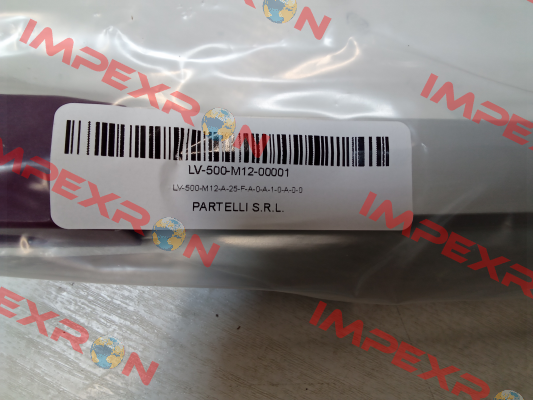 LV-500-M12-00001
LV-500-M12-A-25-F-A-0-A-1-0-A-0-0
PARTELLI S.R.L.
IMPEXRON
IMPEXRON
IMPEXRON
IMPEXRON
IMPEXRON
IMPEXRON